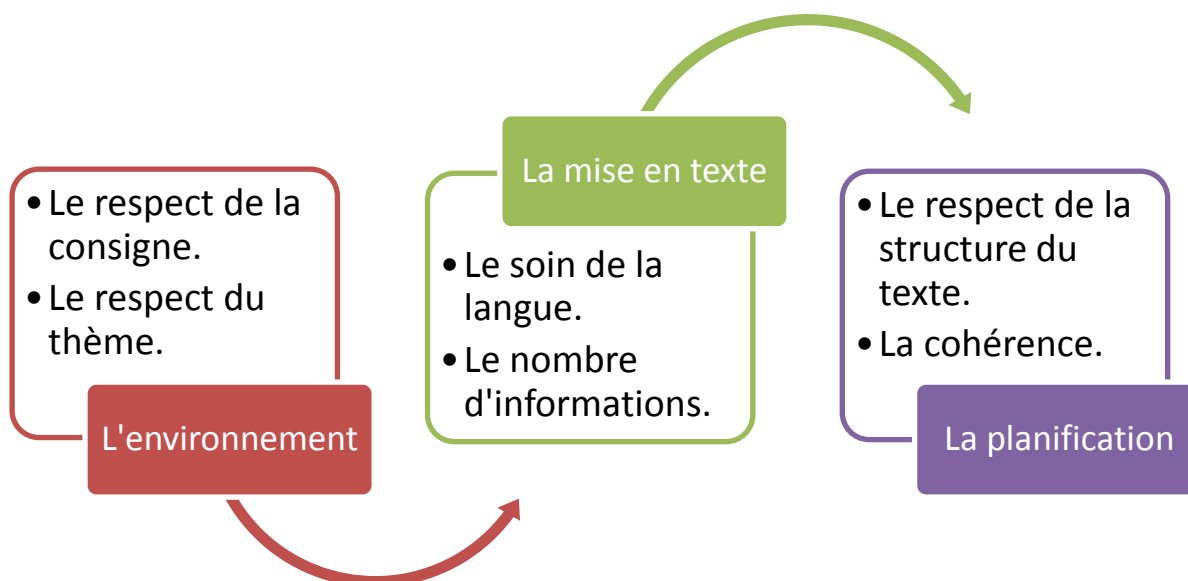 • Le respect de la
consigne.
• Le respect du
thème.
L'environnement
La mise en texte
• Le soin de la
langue.
• Le nombre
d'informations.
• Le respect de la
structure du
texte.
• La cohérence.
La planification